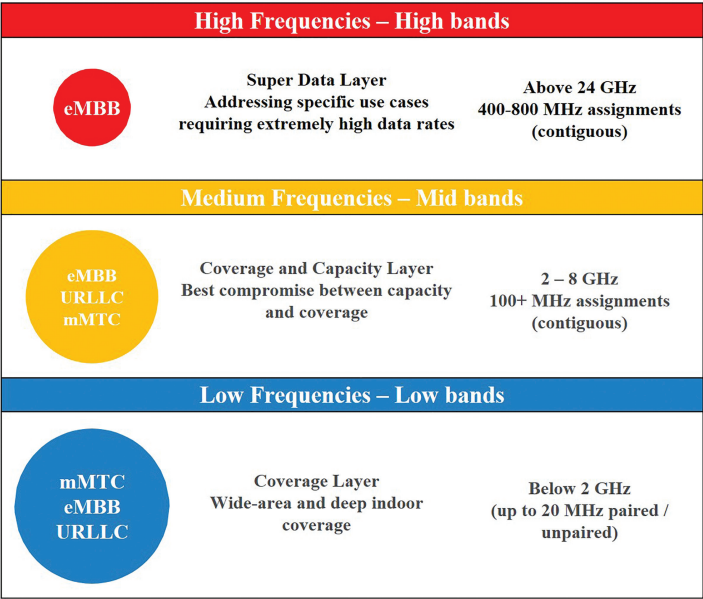 High Frequencies – High bands
eMBB
Super Data Layer
Addressing specific use cases
requiring extremely high data rates
Above 24 GHz
400-800 MHz assignments
(contiguous)
Medium Frequencies – Mid bands
eMBB
URLLC
mMTC
Coverage and Capacity Layer
Best compromise between capacity
and coverage
2 – 8 GHz
100+ MHz assignments
(contiguous)
Low Frequencies – Low bands
mMTC
eMBB
URLLC
Coverage Layer
Wide-area and deep indoor
coverage
Below 2 GHz
(up to 20 MHz paired /
unpaired)